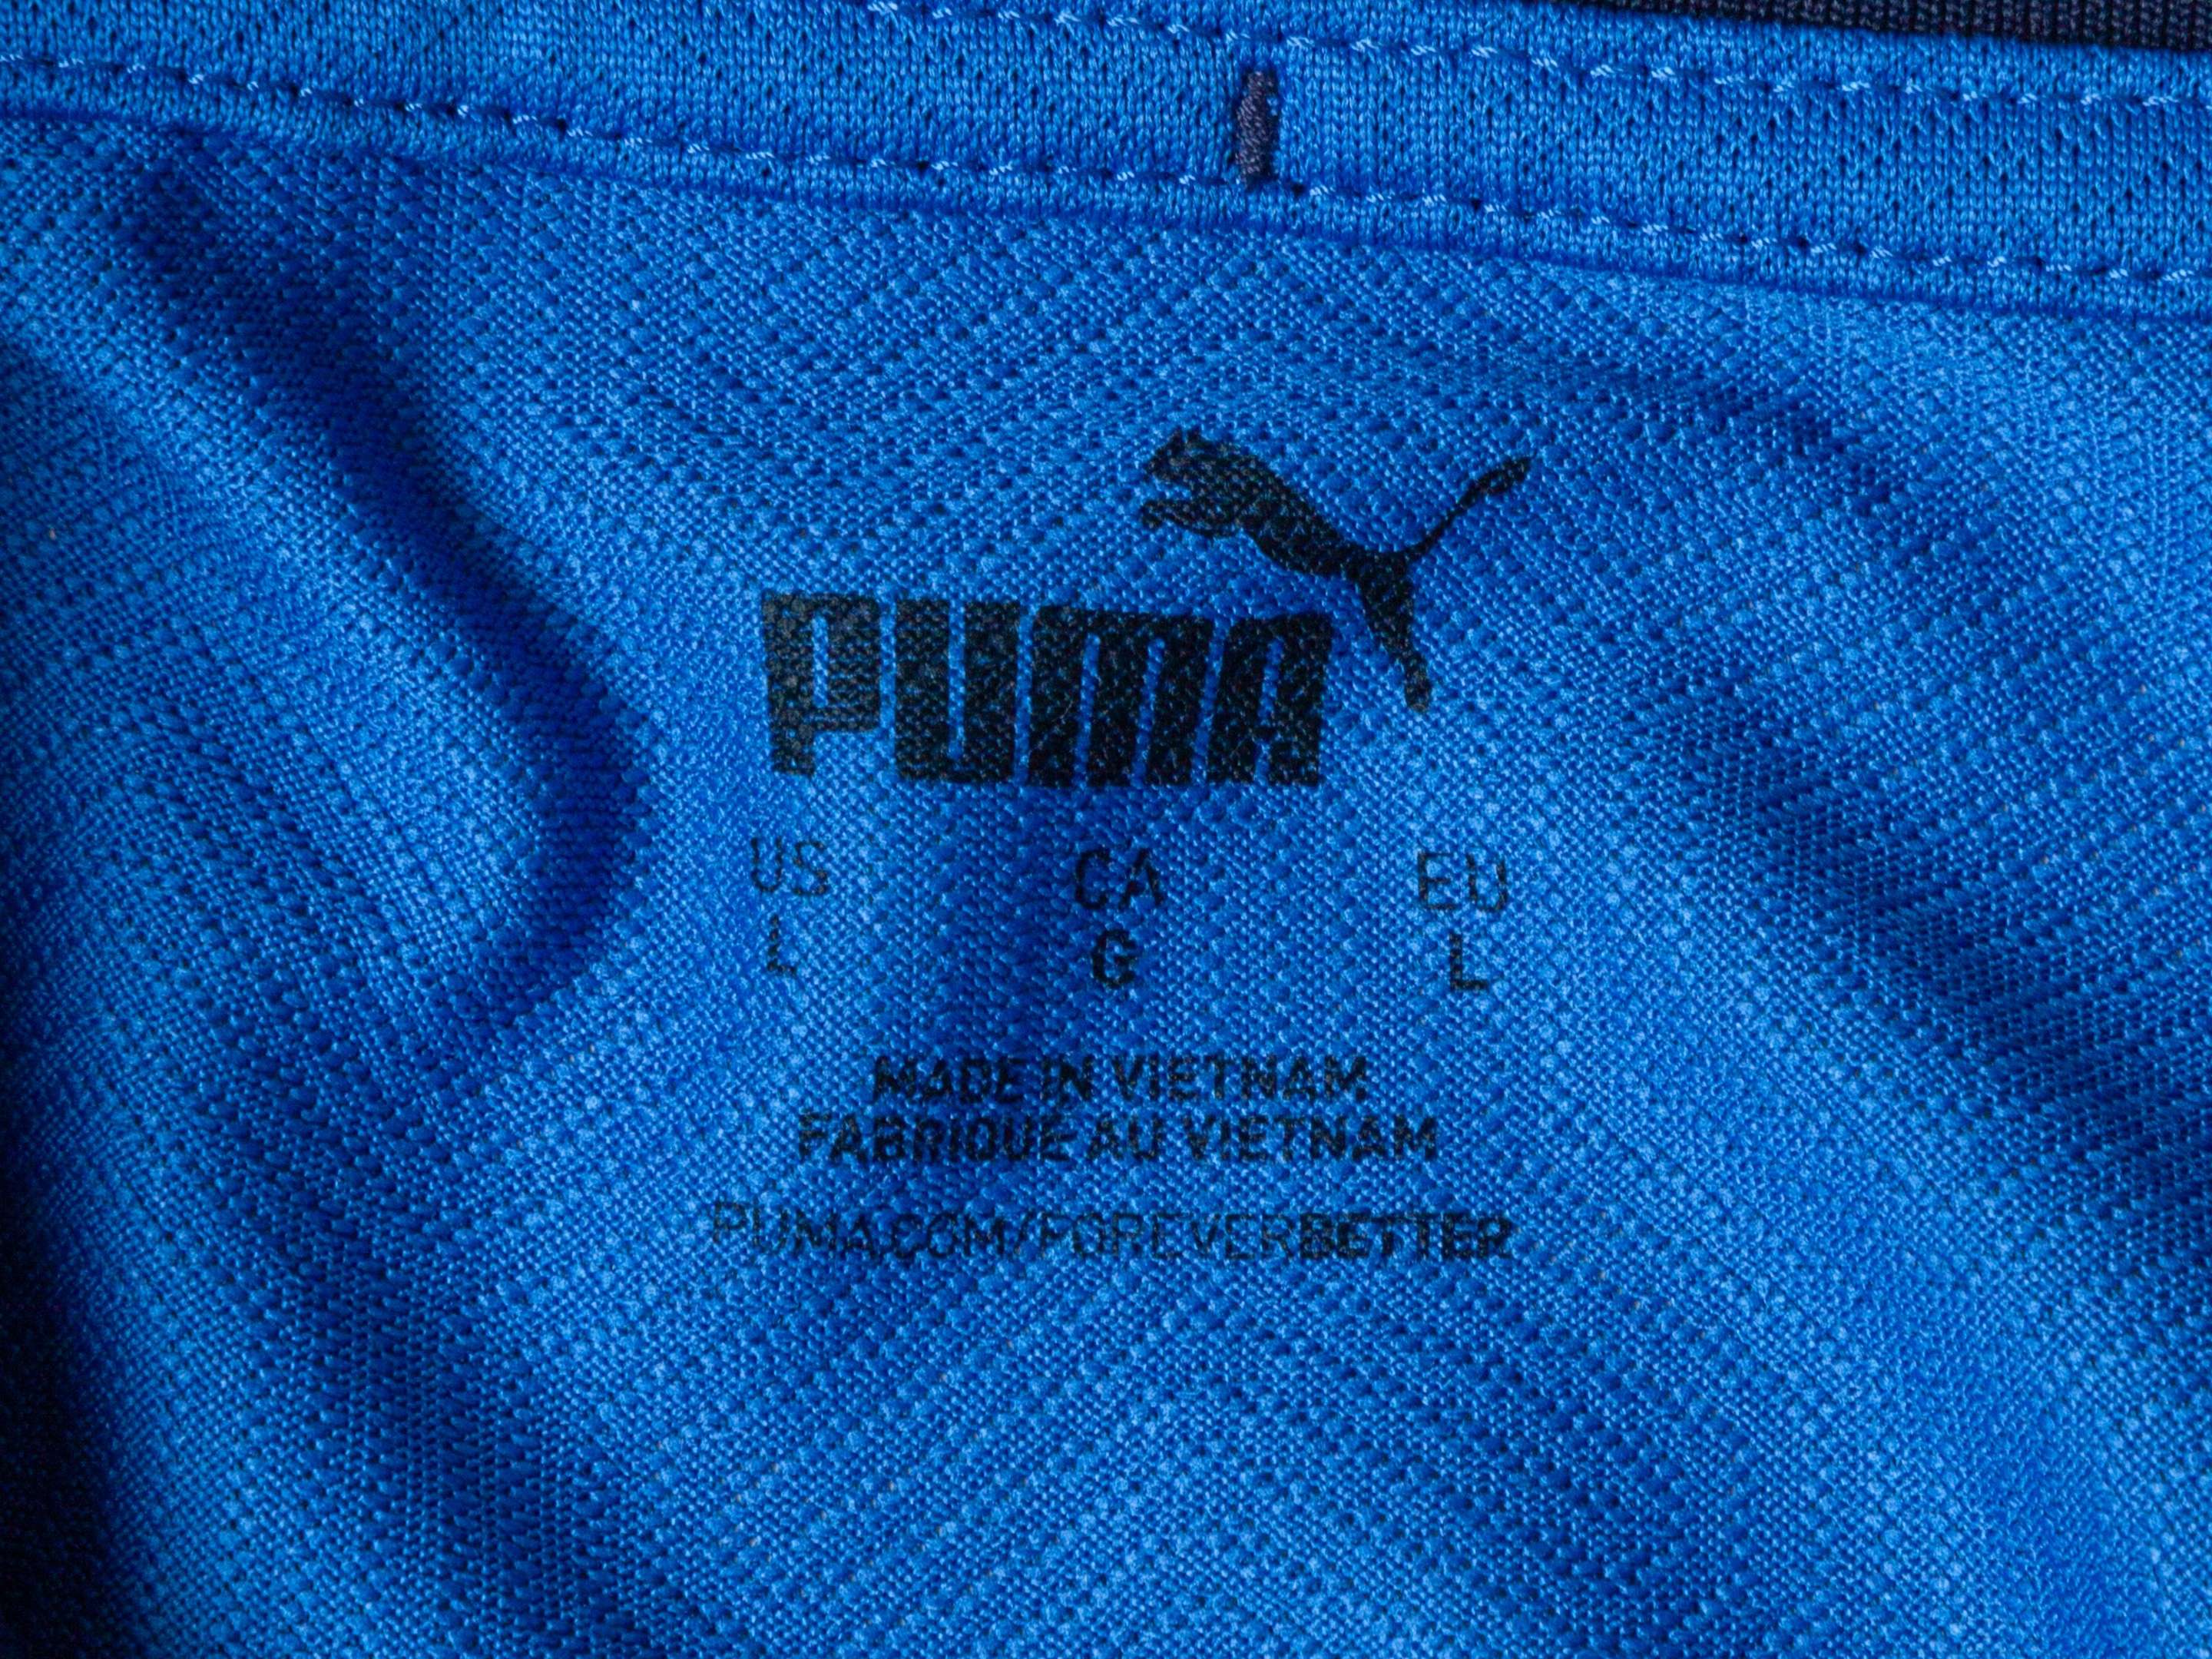 PUMA
US CA EU
L G L
MADE IN VIETNAM
FABRIQUÉ AU VIETNAM
PUMA.COM/FOREVERBETTER